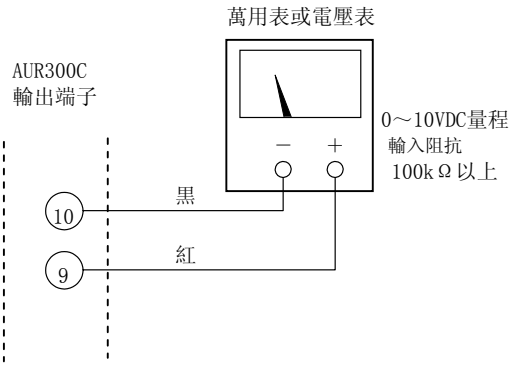 萬用表或電壓表
AUR300C
輸出端子
0～10VDC量程
輸入阻抗
100kΩ以上
－ ＋
黒
10
紅
9